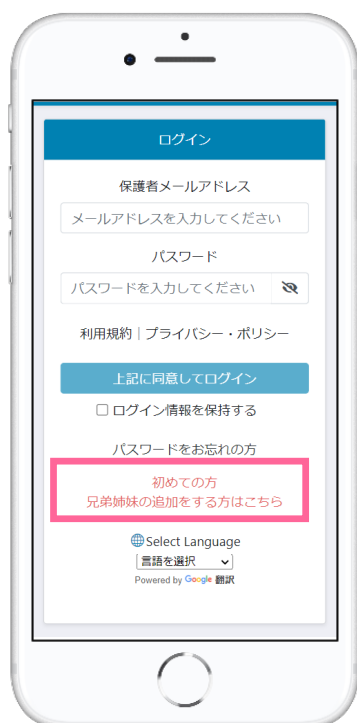 ログイン
保護者メールアドレス
メールアドレスを入力してください
パスワード
パスワードを入力してください
利用規約｜プライバシー・ポリシー
上記に同意してログイン
ログイン情報を保持する
パスワードをお忘れの方
初めての方
兄弟姉妹の追加をする方はこちら
Select Language
言語を選択
Powered by Google 翻訳